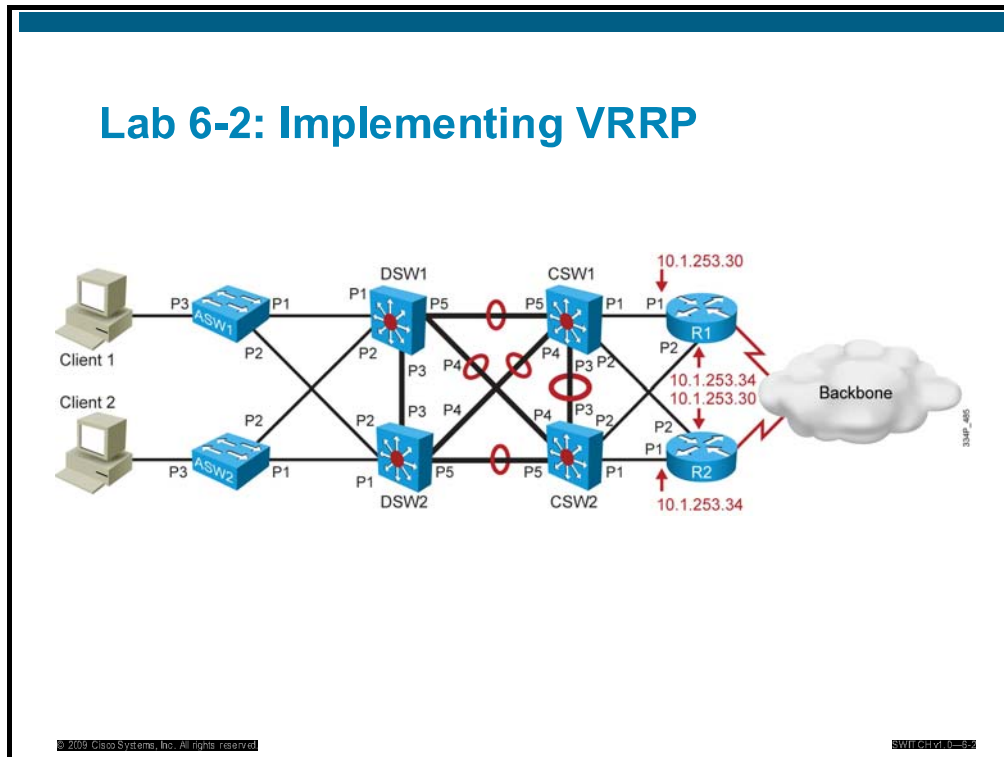 Lab 6-2: Implementing VRRP
10.1.253.30
DSW1 CSW1
P3 ASW1 P1 P1 P5 P5 P1 P1 R1
Client 1
P2 P2 P4 P4 P2 P2
P3 P3
10.1.253.34
10.1.253.30
Backbone
Client 2
P3 P3
P2 P2 P4 P4 P2 P2
P3 ASW2 P1 P1 P5 P5 P1 P1 R2
DSW2 CSW2
10.1.253.34
334P_485
© 2009 Cisco Systems, Inc. All rights reserved.
SWITCH v1.0—6-2